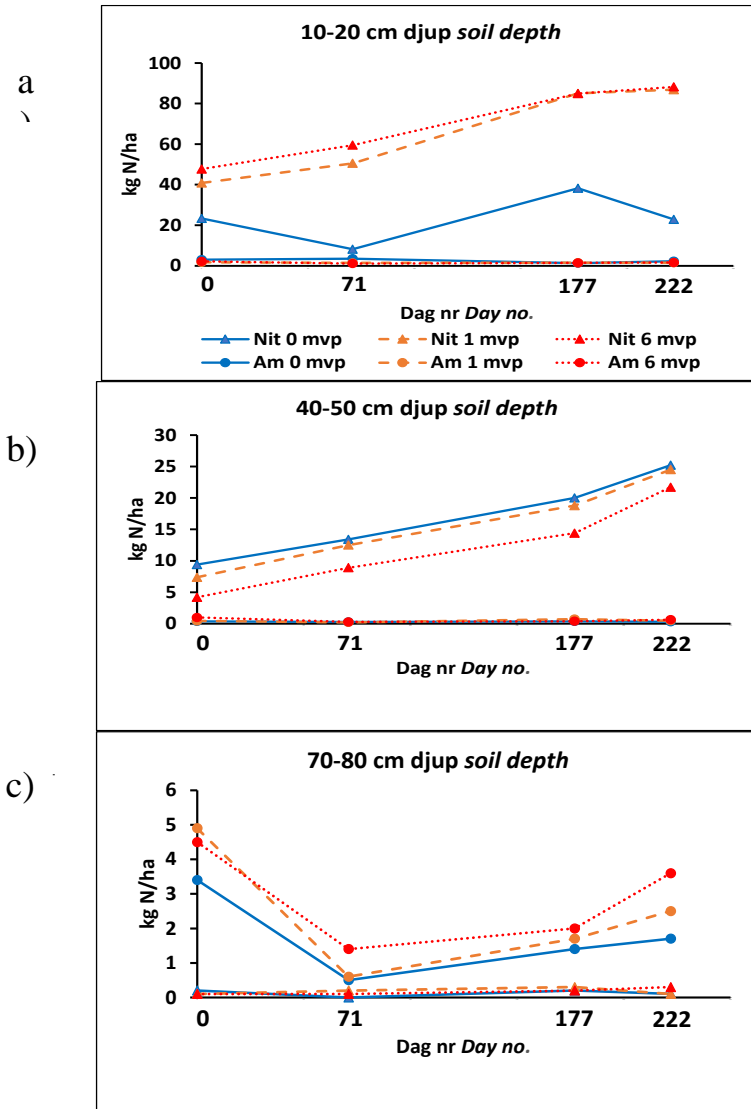 a
)
10-20 cm djup soil depth
100
80
60
40
20
0
kg N/ha
0 71 177 222
Dag nr Day no.
Nit 0 mvp Nit 1 mvp Nit 6 mvp
Am 0 mvp Am 1 mvp Am 6 mvp
b)
40-50 cm djup soil depth
30
25
20
15
10
5
0
kg N/ha
0 71 177 222
Dag nr Day no.
c)
70-80 cm djup soil depth
6
5
4
3
2
1
0
kg N/ha
0 71 177 222
Dag nr Day no.